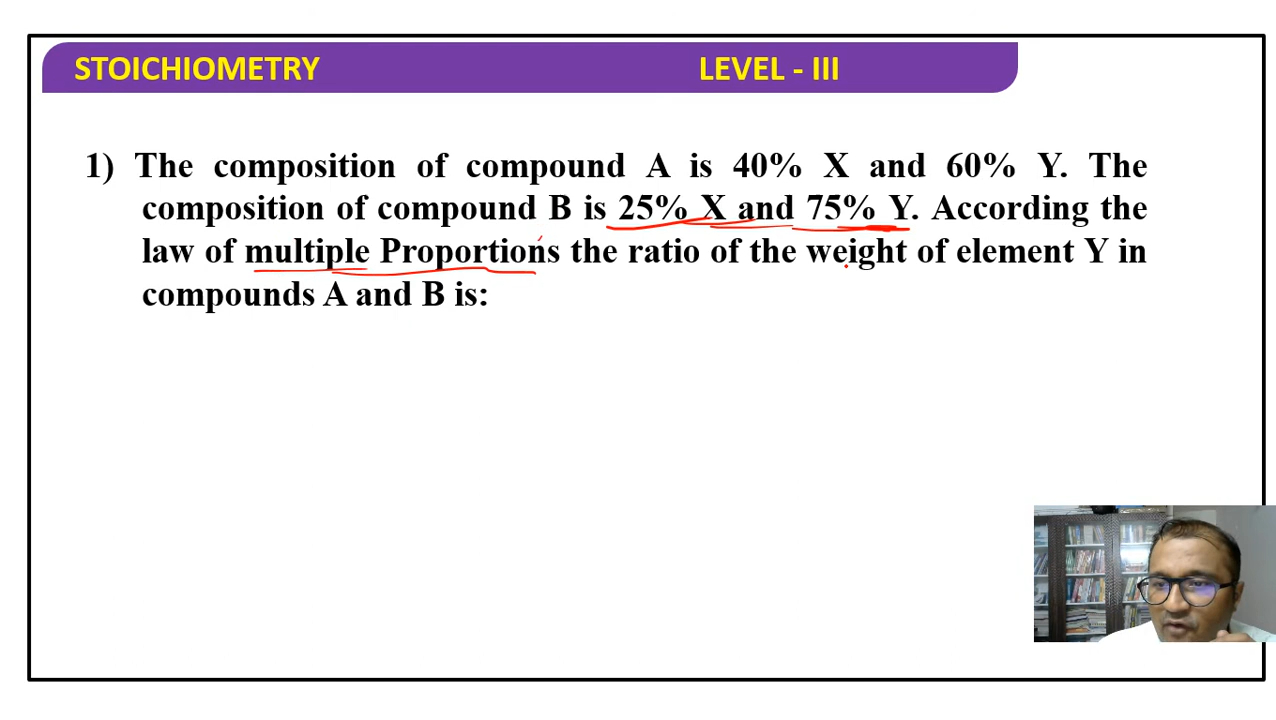 STOICHIOMETRY LEVEL - III
1) The composition of compound A is 40% X and 60% Y. The
composition of compound B is 25% X and 75% Y. According the
law of multiple Proportions the ratio of the weight of element Y in
compounds A and B is: